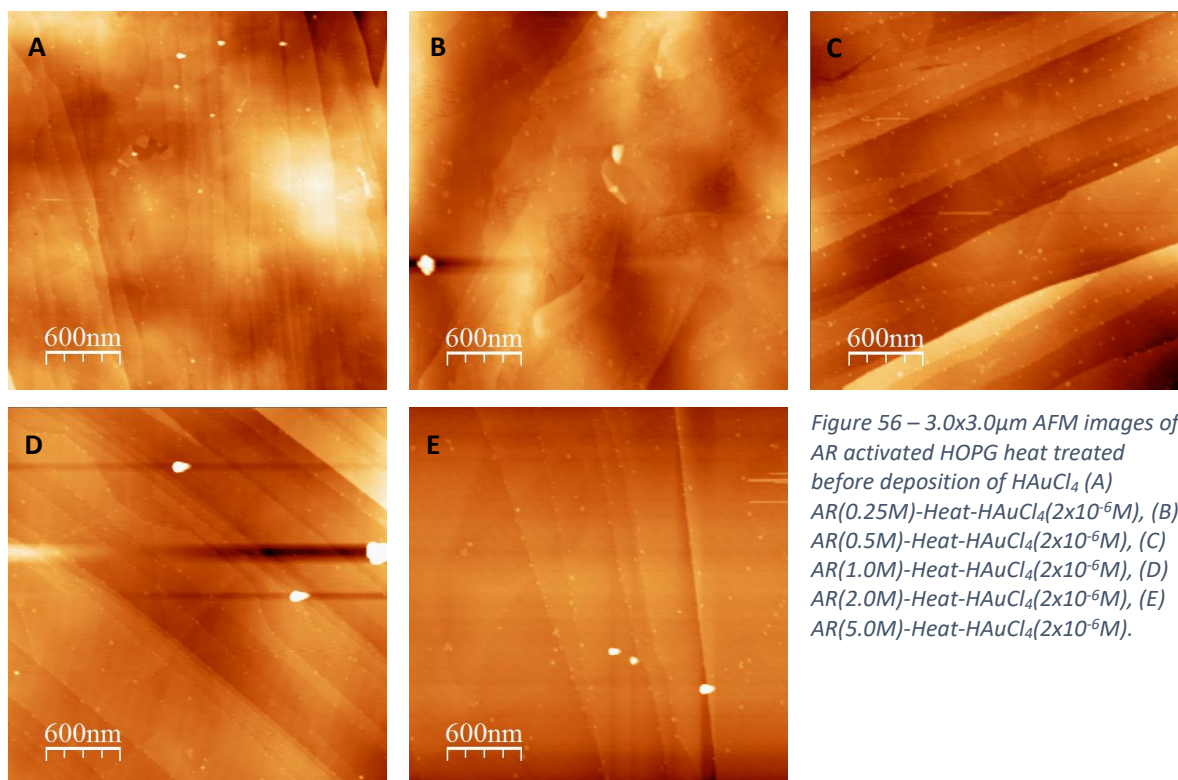 A
B
C
600nm
600nm
600nm
D
E
600nm
600nm
Figure 56 – 3.0x3.0µm AFM images of
AR activated HOPG heat treated
before deposition of HAuCl₄ (A)
AR(0.25M)-Heat-HAuCl₄(2x10⁻⁶M), (B)
AR(0.5M)-Heat-HAuCl₄(2x10⁻⁶M), (C)
AR(1.0M)-Heat-HAuCl₄(2x10⁻⁶M), (D)
AR(2.0M)-Heat-HAuCl₄(2x10⁻⁶M), (E)
AR(5.0M)-Heat-HAuCl₄(2x10⁻⁶M).